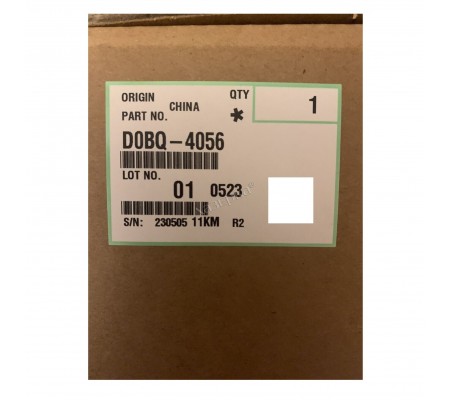 ORIGIN CHINA QTY 1
PART NO. *
D0BQ-4056
LOT NO.
01 0523
S/N: 230505 11KM R2